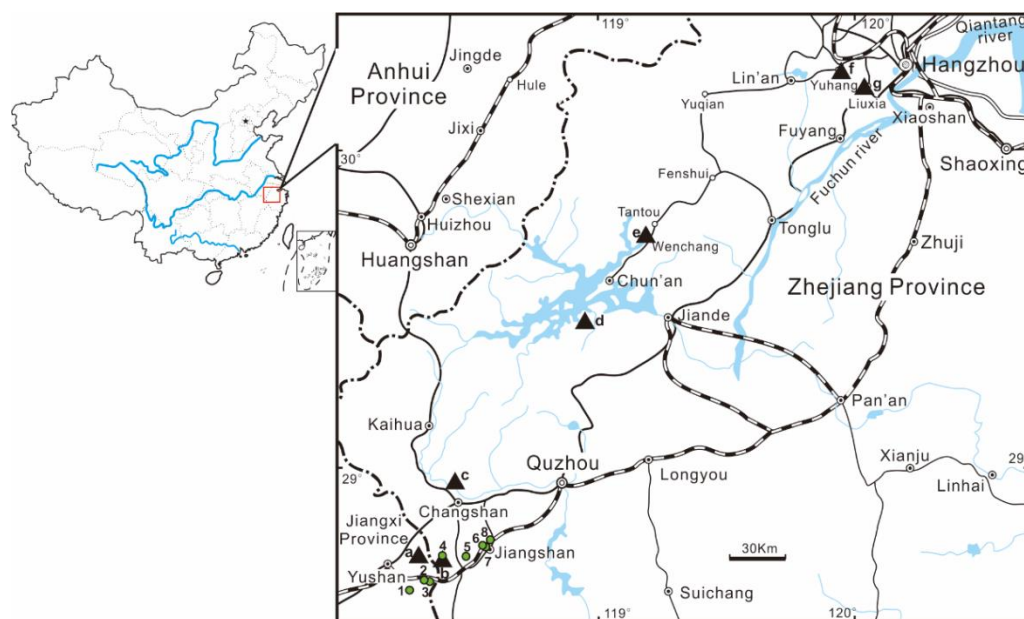 119°
120°
Qiantang
river
Jingde
Anhui
Province
Hule
Lin'an
f
Yuhang
g
Liuxia
Hangzhou
Yuqian
Xiaoshan
Jixi
Fuyang
Shaoxing
30°
Fenshui
Fuchun river
Shexian
Huizhou
Tantou
e
Wenchang
Tonglu
Zhuji
Huangshan
Chun'an
Zhejiang Province
d
Jiande
Kaihua
Pan'an
Xianju
29°
29
Linhai
c
Quzhou
Longyou
Changshan
Jiangxi
Province
a
4
5
6
8
Jiangshan
7
30Km
b
Yushan
2
1
3
Suichang
119°
120°